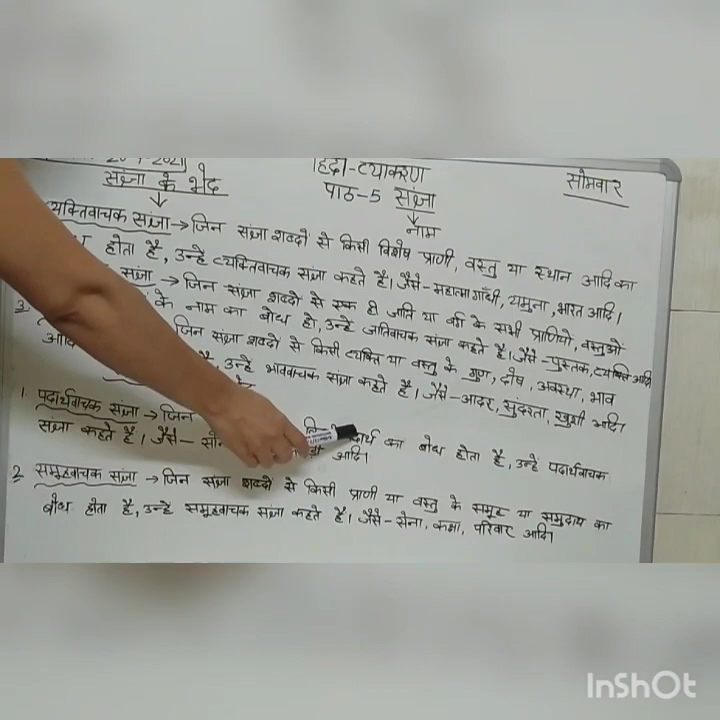 2021
हिंदी-व्याकरण
सोमवार
संज्ञा के भेद
पाठ-5 संज्ञा
नाम
व्यक्तिवाचक संज्ञा → जिन संज्ञा शब्दों से किसी विशेष प्राणी, वस्तु या स्थान आदि का
होता है, उन्हें व्यक्तिवाचक संज्ञा कहते हैं। जैसे - महात्मा गाँधी, यमुना, भारत आदि।
संज्ञा → जिन संज्ञा शब्दों से एक ही जाति या वर्ग के सभी प्राणियों, वस्तुओं
के नाम का बोध हो, उन्हें जातिवाचक संज्ञा कहते हैं। जैसे - पुस्तक, व्यक्ति आदि
3. जिन संज्ञा शब्दों से किसी व्यक्ति या वस्तु के गुण, दोष, अवस्था, भाव
आदि है, उन्हें भाववाचक संज्ञा कहते हैं। जैसे - आदर, सुंदरता, खुशी आदि।
1. पदार्थवाचक संज्ञा → जिन का बोध होता है, उन्हें पदार्थवाचक
संज्ञा कहते हैं। जैसे - आदि।
2. समूहवाचक संज्ञा → जिन संज्ञा शब्दों से किसी प्राणी या वस्तु के समूह या समुदाय का
बोध होता है, उन्हें समूहवाचक संज्ञा कहते हैं। जैसे - सेना, कक्षा, परिवार आदि।
InShOt